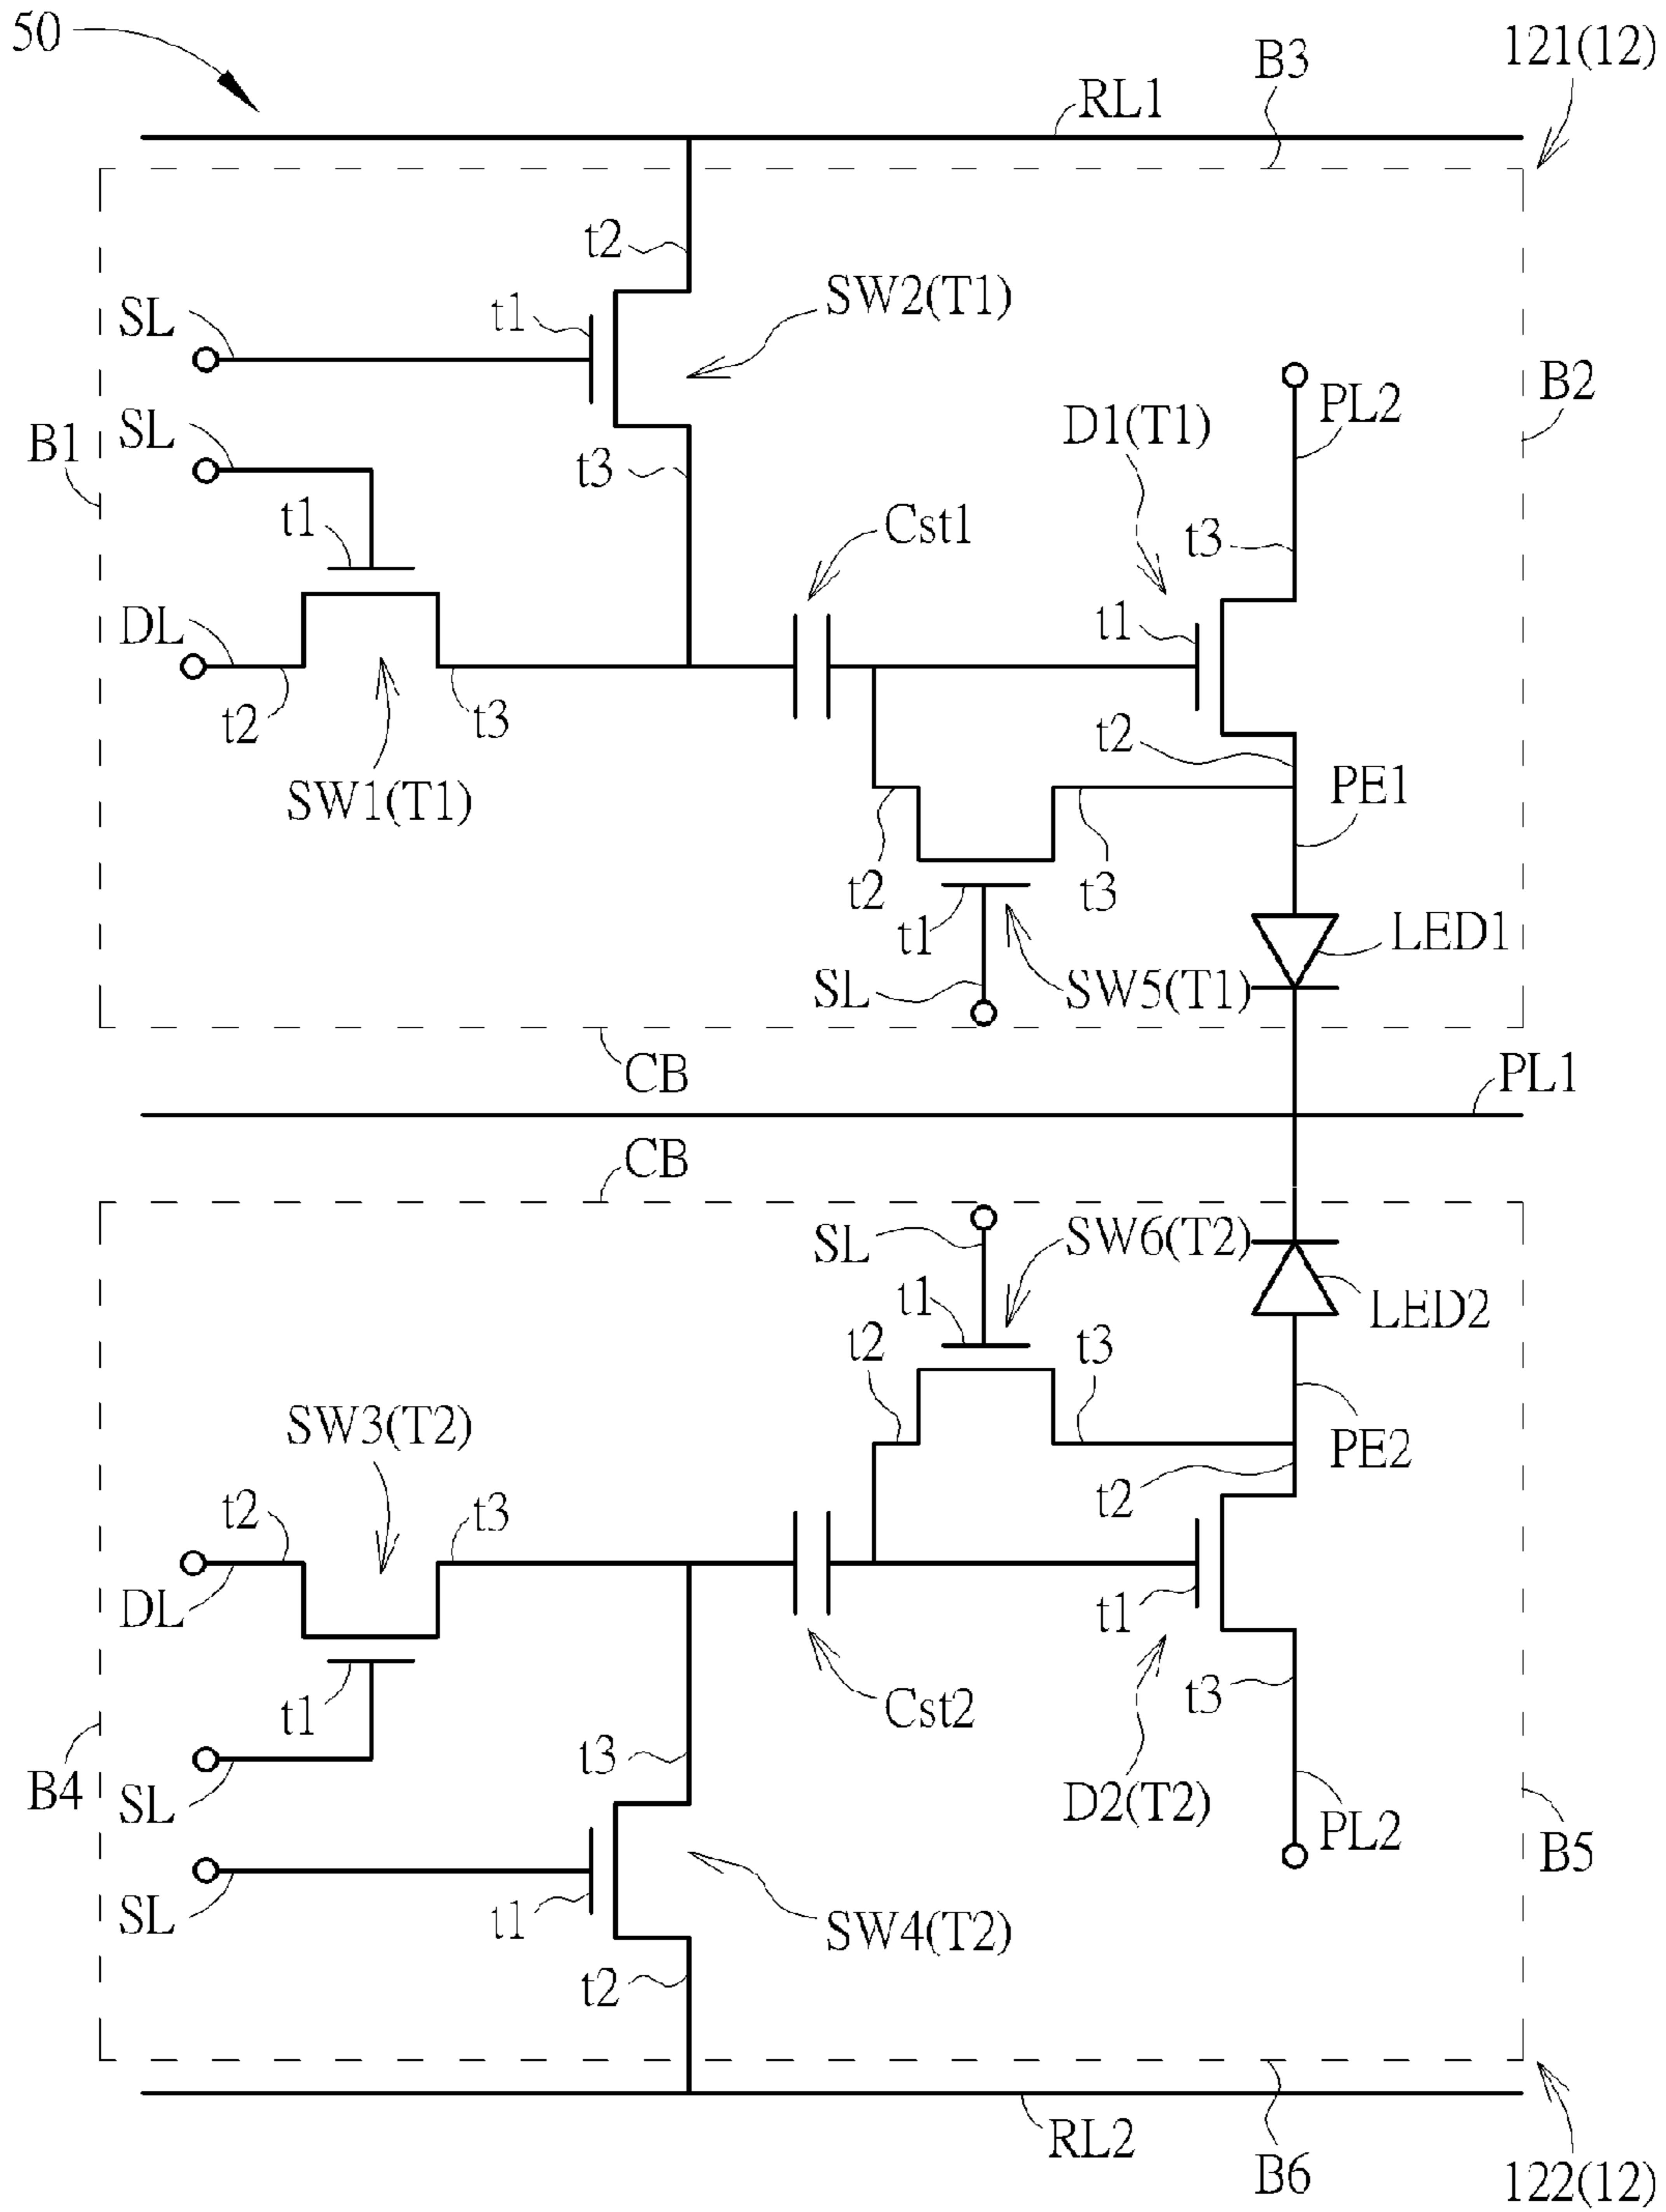 50
121(12)
B3
RL1
t2
SW2(T1)
t1
SL
PL2
B2
D1(T1)
SL
B1
t3
t1
Cst1
t3
DL
t1
t2
t3
t2
PE1
SW1(T1)
t2
t3
t1
LED1
SL
SW5(T1)
CB
PL1
CB
SL
SW6(T2)
t1
LED2
t2
t3
SW3(T2)
PE2
t2
t3
t2
DL
t1
t1
Cst2
t3
t3
B4
SL
D2(T2)
PL2
B5
SL
t1
SW4(T2)
t2
RL2
B6
122(12)